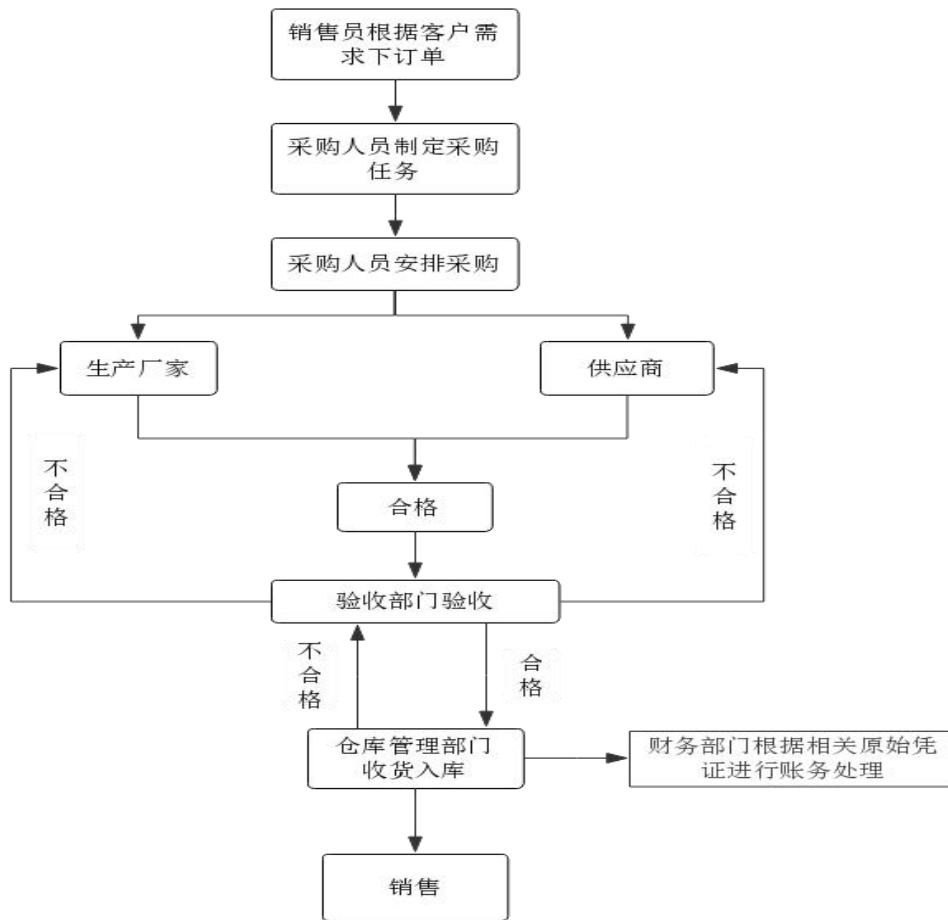 销售员根据客户需
求下订单
采购人员制定采购
任务
采购人员安排采购
生产厂家
供应商
不
合
格
不
合
格
合格
验收部门验收
不
合
格
合
格
仓库管理部门
收货入库
财务部门根据相关原始凭
证进行账务处理
销售